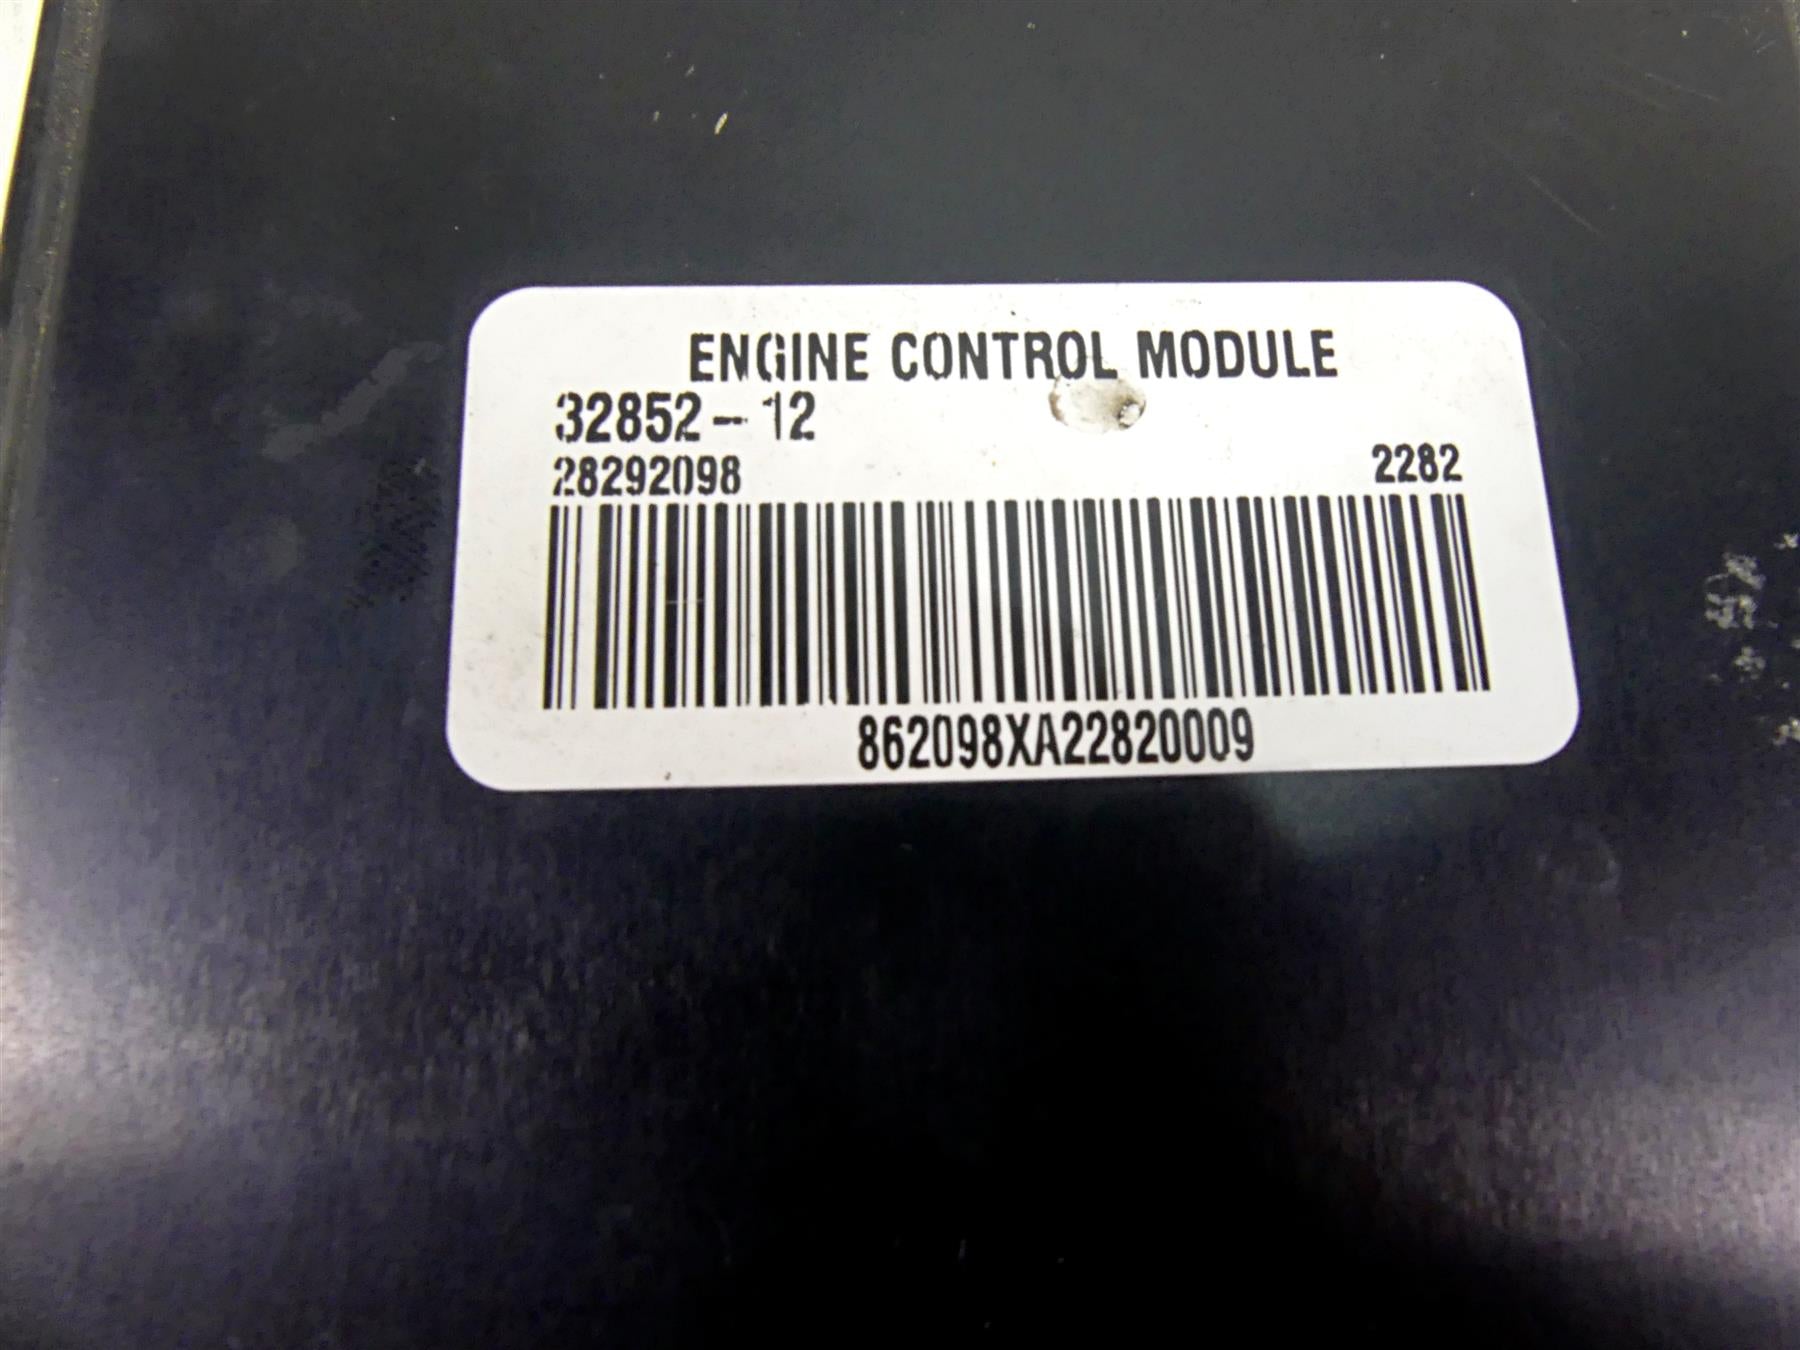 ENGINE CONTROL MODULE
32852-12
28292098 2282
862098XA22820009